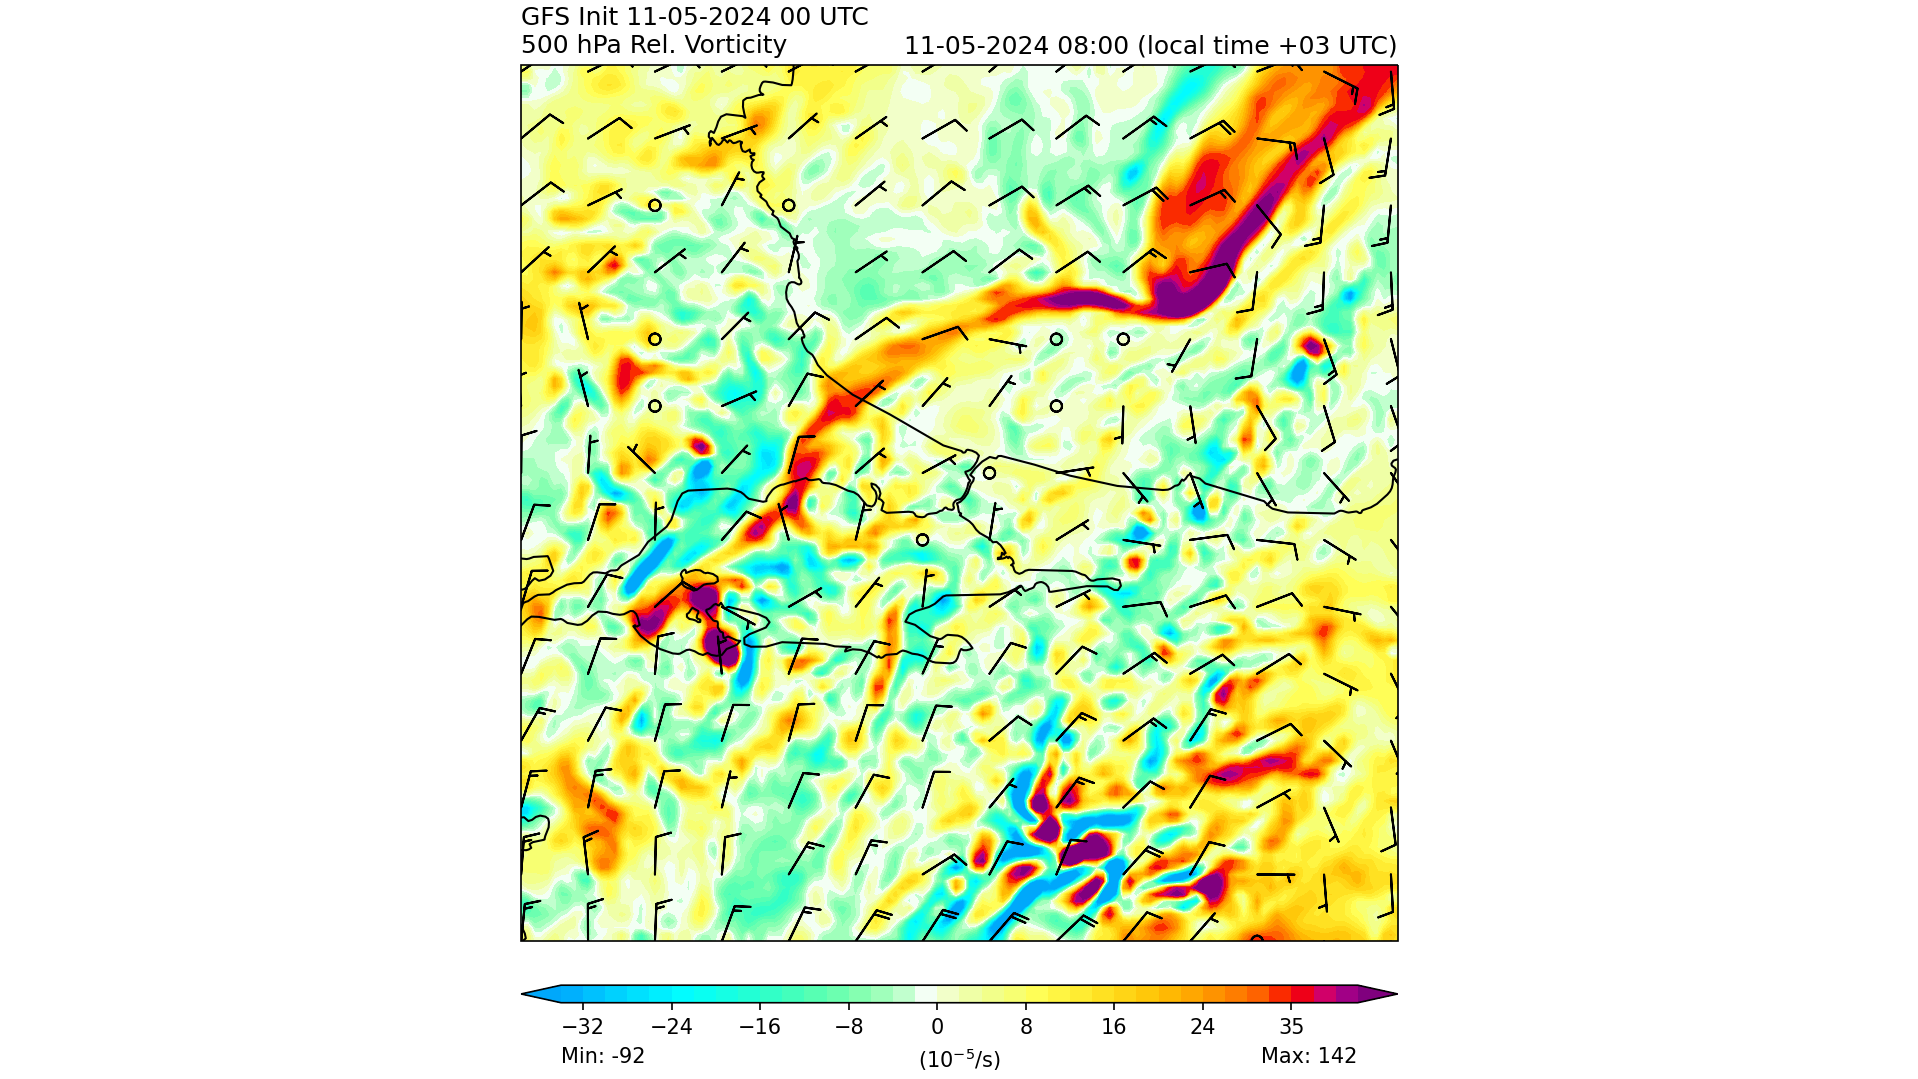 GFS Init 11-05-2024 00 UTC
500 hPa Rel. Vorticity
11-05-2024 08:00 (local time +03 UTC)
−32 −24 −16 −8 0 8 16 24 35
Min: -92
(10⁻⁵/s)
Max: 142